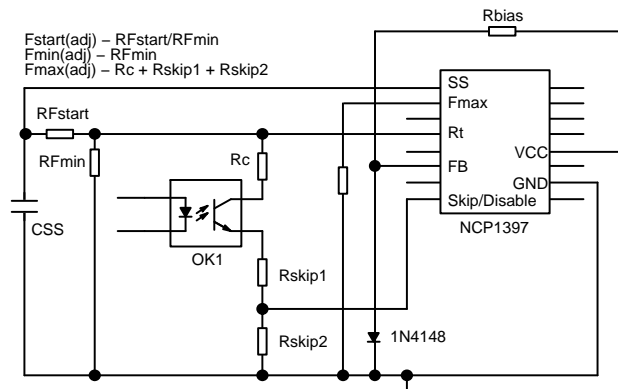 Rbias
Fstart(adj) – RFstart/RFmin
Fmin(adj) – RFmin
Fmax(adj) – Rc + Rskip1 + Rskip2
SS
Fmax
RFstart
Rt
RFmin
Rc
VCC
FB
GND
Skip/Disable
CSS
NCP1397
OK1
Rskip1
Rskip2
1N4148